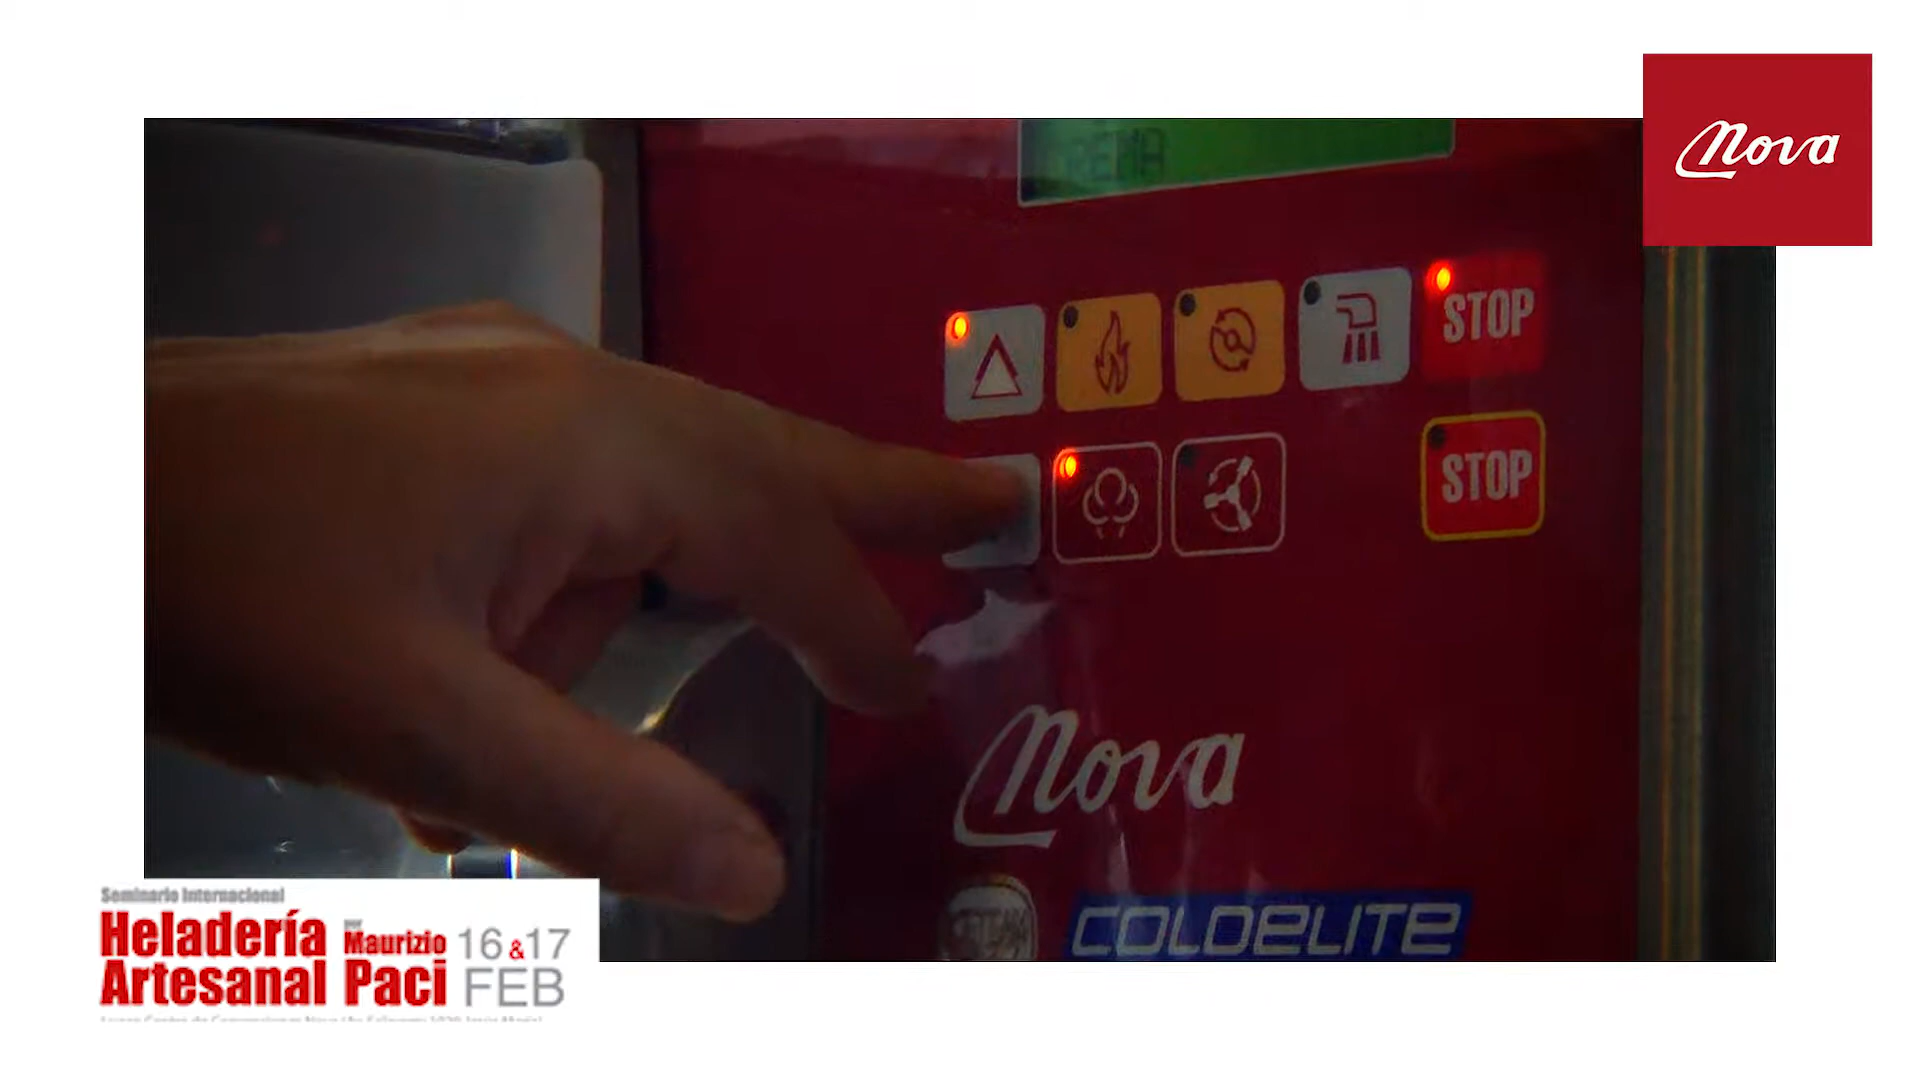 Nova
STOP
STOP
Nova
COLDELITE
Seminario Internacional
Heladería
Artesanal
Maurizio
Paci
16 & 17
FEB